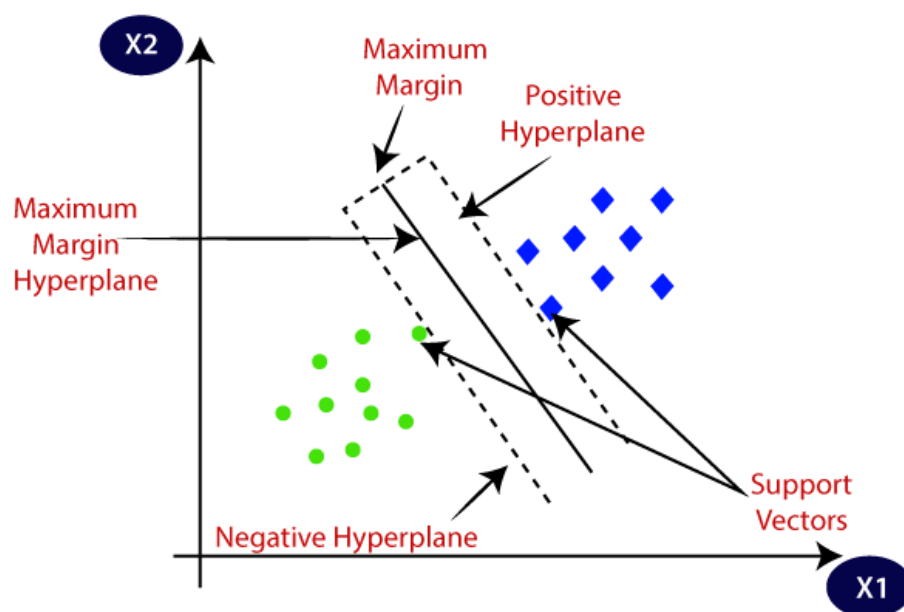 X2
Maximum
Margin
Positive
Hyperplane
Maximum
Margin
Hyperplane
Support
Vectors
Negative Hyperplane
X1